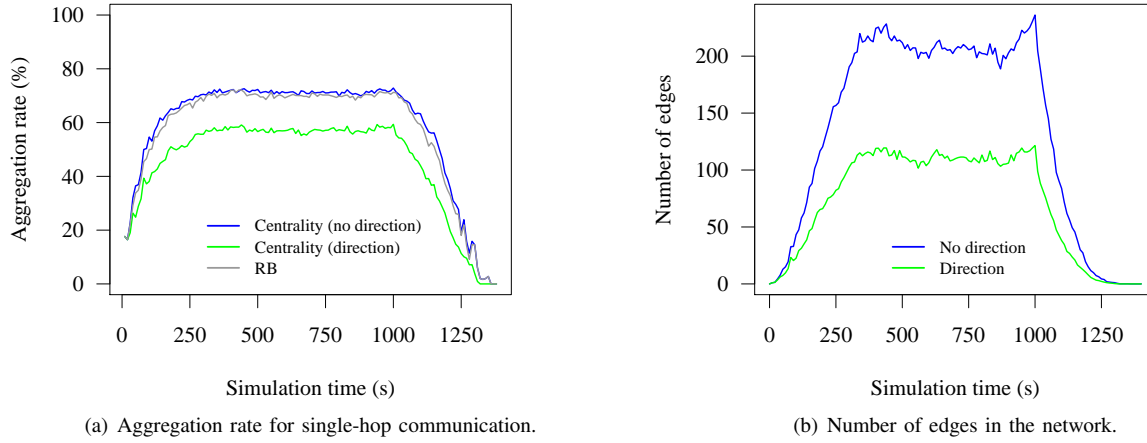 100
80
60
40
20
0
Aggregation rate (%)
Centrality (no direction)
Centrality (direction)
RB
0 250 500 750 1000 1250
Simulation time (s)
(a) Aggregation rate for single-hop communication.
200
150
100
50
0
Number of edges
No direction
Direction
0 250 500 750 1000 1250
Simulation time (s)
(b) Number of edges in the network.